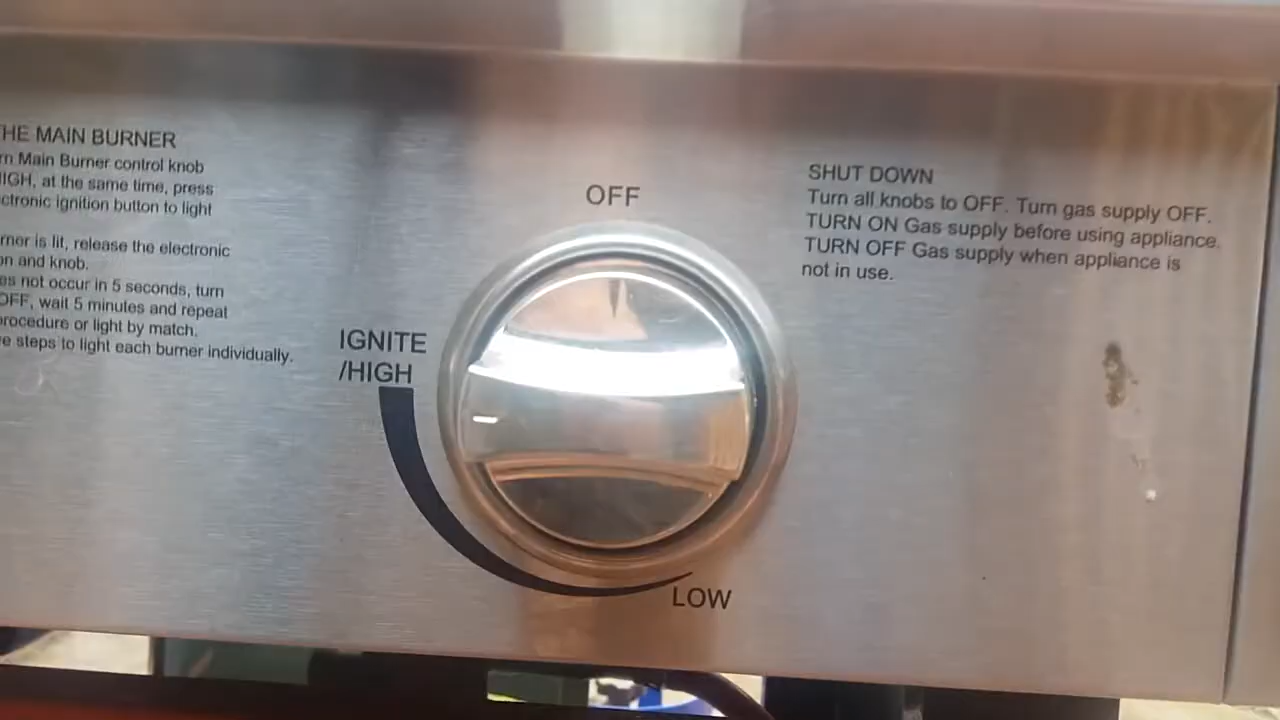 HE MAIN BURNER
rn Main Burner control knob
IGH, at the same time, press
ctronic ignition button to light
rner is lit, release the electronic
on and knob.
es not occur in 5 seconds, turn
OFF, wait 5 minutes and repeat
procedure or light by match.
e steps to light each burner individually.
OFF
IGNITE
/HIGH
LOW
SHUT DOWN
Turn all knobs to OFF. Turn gas supply OFF.
TURN ON Gas supply before using appliance.
TURN OFF Gas supply when appliance is
not in use.